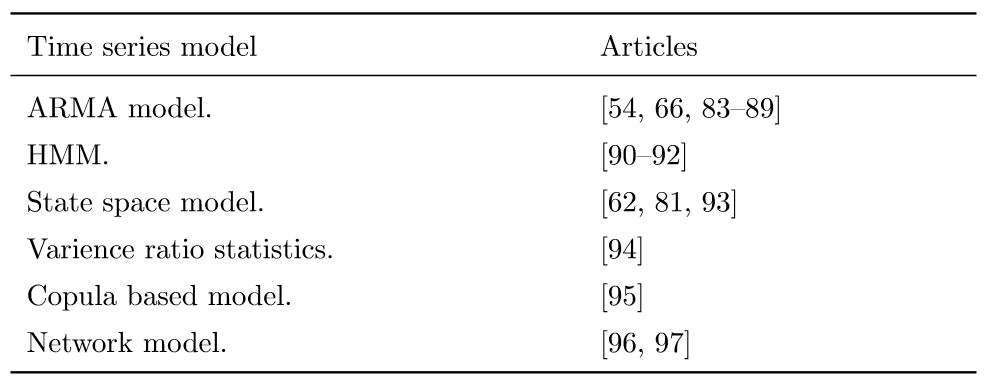 Time series model Articles
ARMA model. [54, 66, 83–89]
HMM. [90–92]
State space model. [62, 81, 93]
Varience ratio statistics. [94]
Copula based model. [95]
Network model. [96, 97]